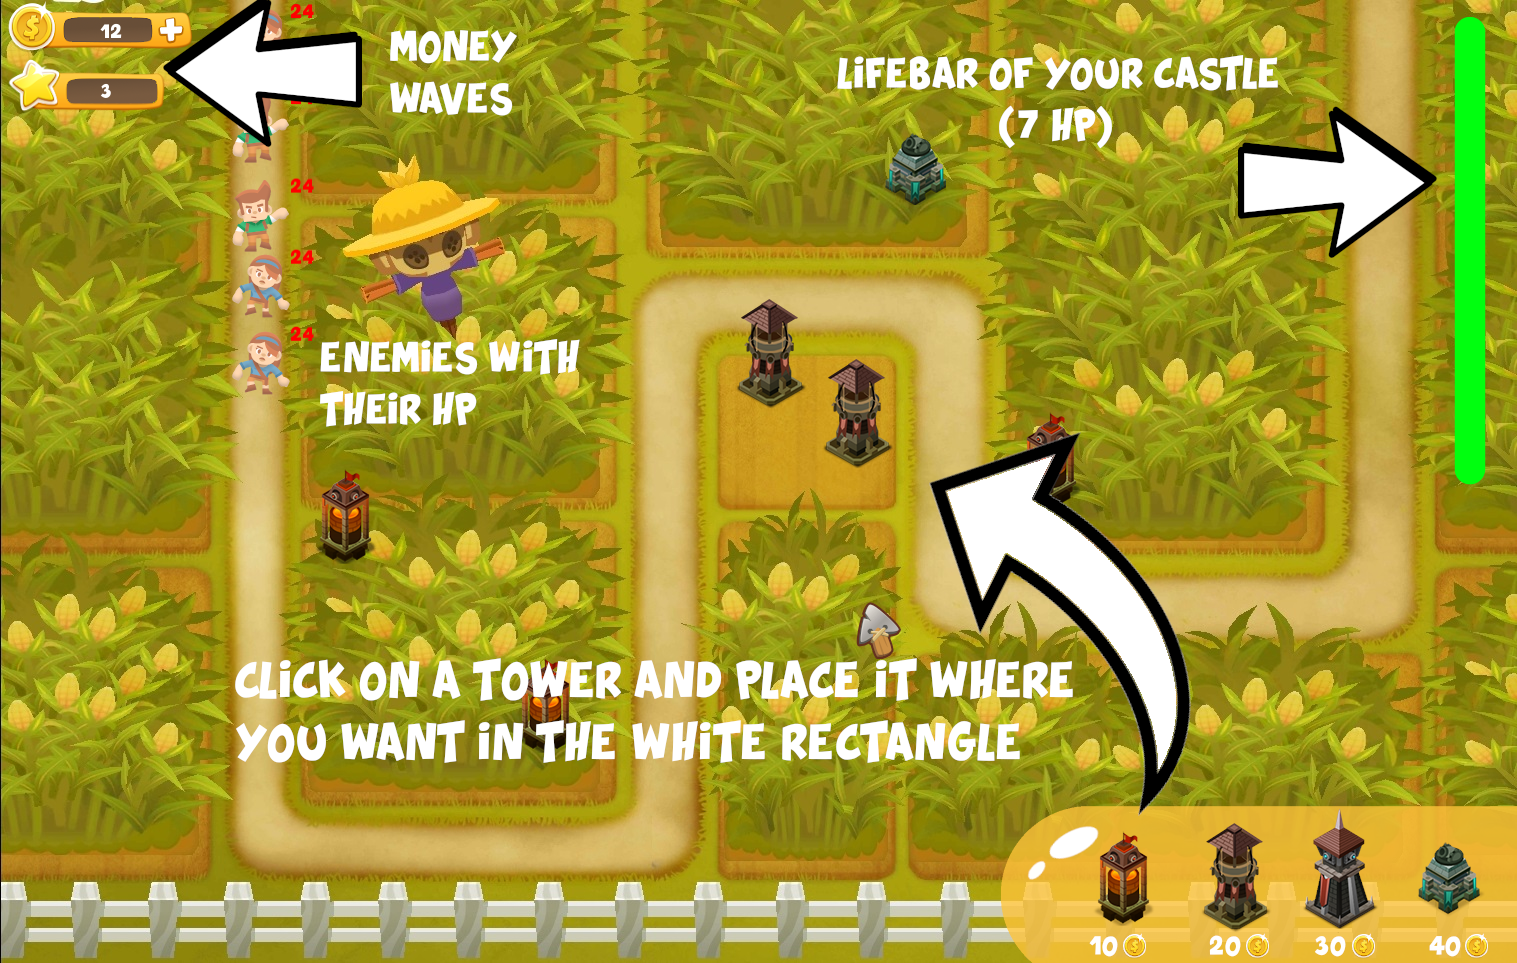 12
3
MONEY
WAVES
LiFEBAR OF YOUR CASTLE
(7 HP)
24
24
24
24
ENEMiES WiTH
THEiR HP
CLiCK ON A TOWER AND PLACE iT WHERE
YOU WANT iN THE WHiTE RECTANGLE
10 20 30 40